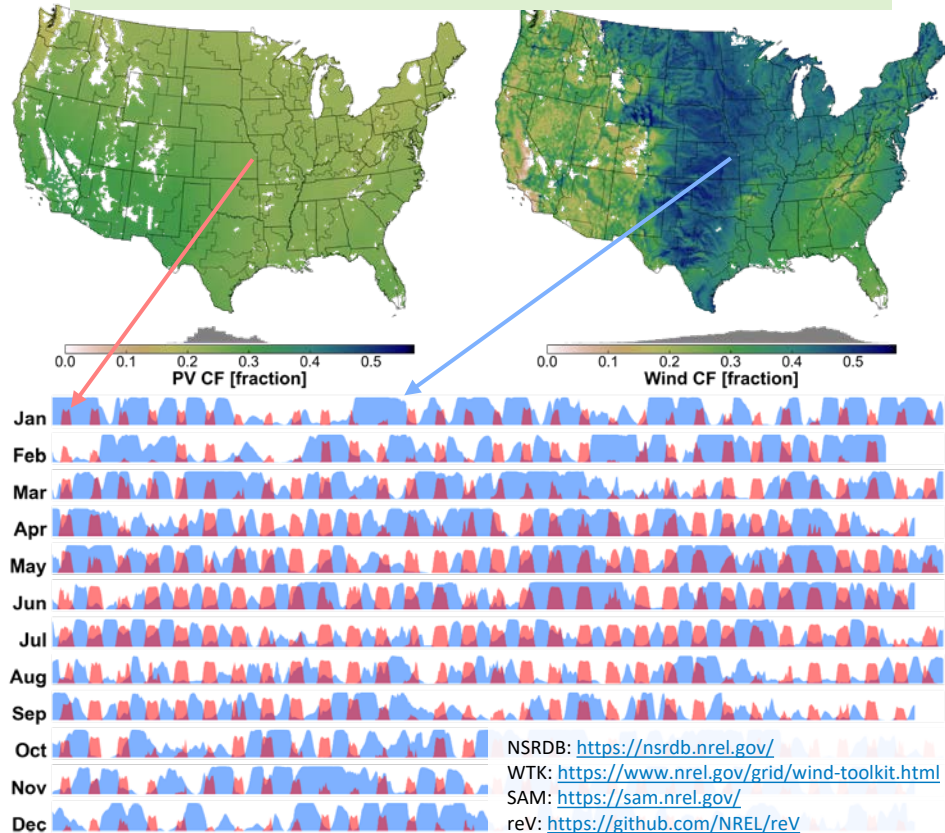 0.0 0.1 0.2 0.3 0.4 0.5
PV CF [fraction]
0.0 0.1 0.2 0.3 0.4 0.5
Wind CF [fraction]
Jan
Feb
Mar
Apr
May
Jun
Jul
Aug
Sep
Oct
Nov
Dec
NSRDB: https://nsrdb.nrel.gov/
WTK: https://www.nrel.gov/grid/wind-toolkit.html
SAM: https://sam.nrel.gov/
reV: https://github.com/NREL/reV